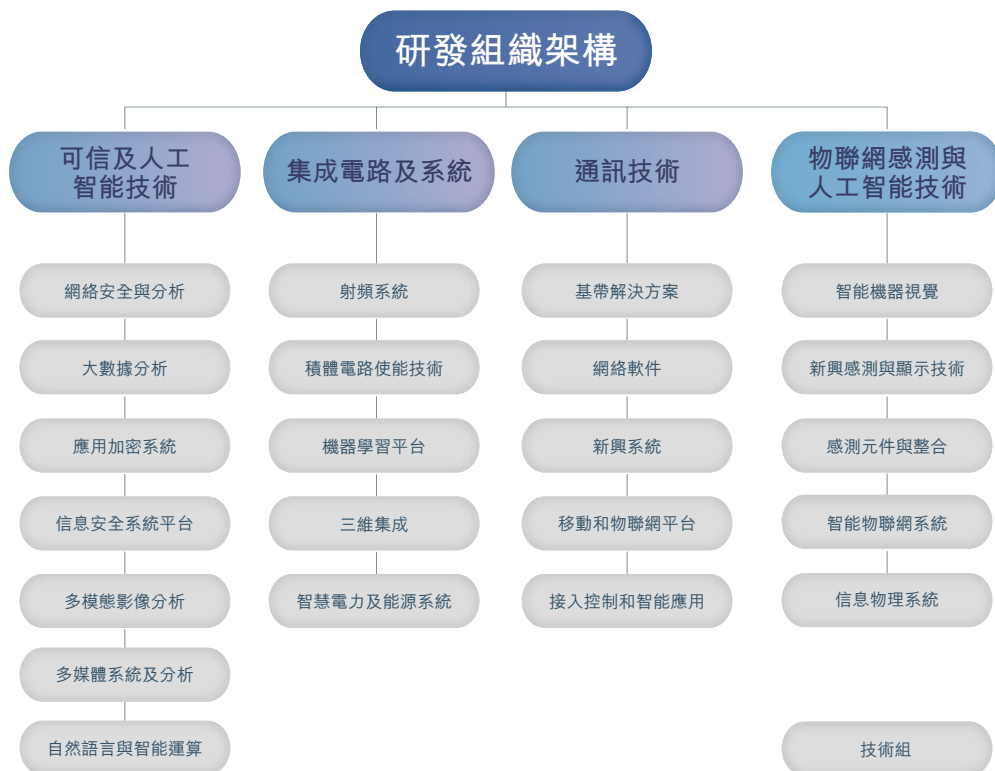 研發組織架構
可信及人工
智能技術
集成電路及系統
通訊技術
物聯網感測與
人工智能技術
網絡安全與分析
大數據分析
應用加密系統
信息安全系統平台
多模態影像分析
多媒體系統及分析
自然語言與智能運算
射頻系統
積體電路使能技術
機器學習平台
三維集成
智慧電力及能源系統
基帶解決方案
網絡軟件
新興系統
移動和物聯網平台
接入控制和智能應用
智能機器視覺
新興感測與顯示技術
感測元件與整合
智能物聯網系統
信息物理系統
技術組